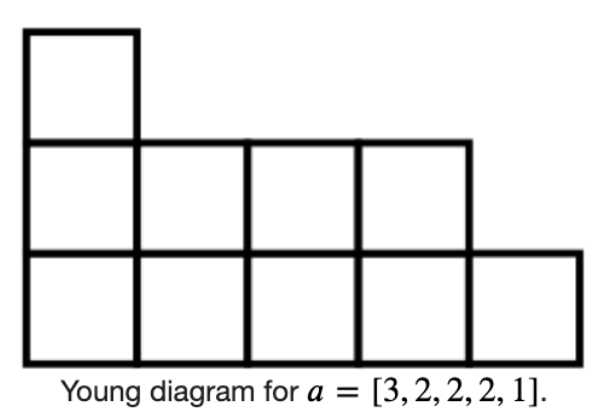 Young diagram for a = [3, 2, 2, 2, 1].